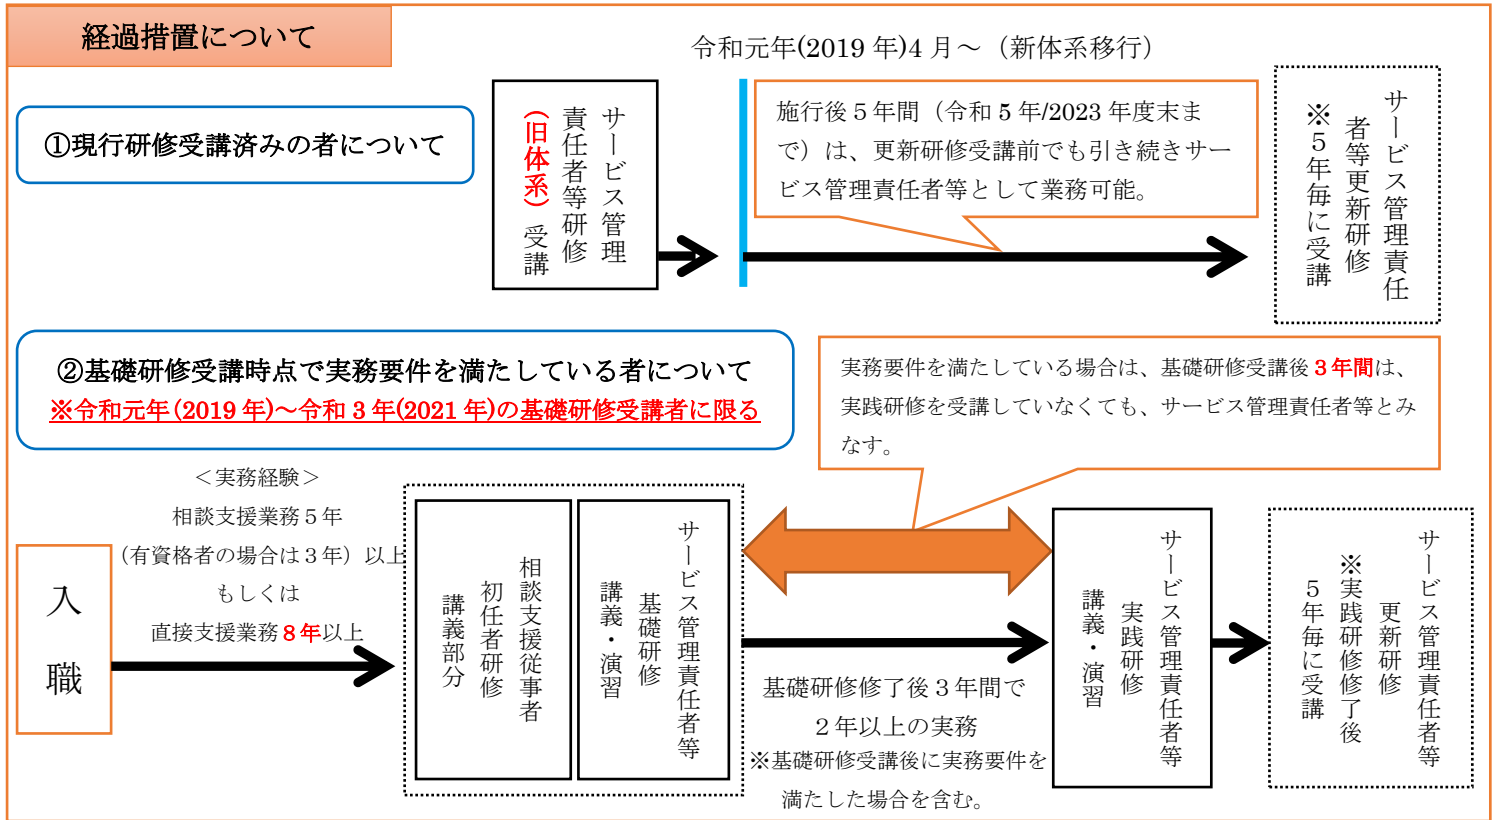 経過措置について
令和元年(2019 年)4 月～（新体系移行）
①現行研修受講済みの者について
サービス管理
責任者等研修
（旧体系）受講
施行後５年間（令和 5 年/2023 年度末ま
で）は、更新研修受講前でも引き続きサー
ビス管理責任者等として業務可能。
サービス管理責任
者等更新研修
※５年毎に受講
②基礎研修受講時点で実務要件を満たしている者について
※令和元年(2019 年)～令和 3 年(2021 年)の基礎研修受講者に限る
実務要件を満たしている場合は、基礎研修受講後３年間は、
実践研修を受講していなくても、サービス管理責任者等とみ
なす。
＜実務経験＞
相談支援業務５年
（有資格者の場合は３年）以上
もしくは
直接支援業務８年以上
入
職
相談支援従事者
初任者研修
講義部分
サービス管理責任者等
基礎研修
講義・演習
基礎研修修了後３年間で
２年以上の実務
※基礎研修受講後に実務要件を
満たした場合を含む。
サービス管理責任者等
実践研修
講義・演習
サービス管理責任者等
更新研修
※実践研修修了後
５年毎に受講